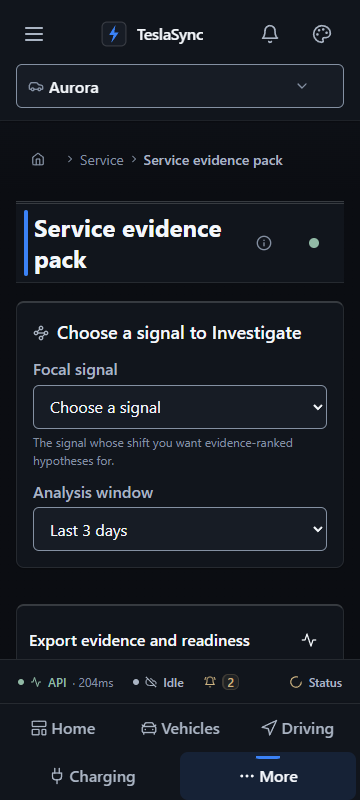 TeslaSync
Aurora
Service
Service evidence pack
Service evidence
pack
Choose a signal to Investigate
Focal signal
Choose a signal
The signal whose shift you want evidence-ranked
hypotheses for.
Analysis window
Last 3 days
Export evidence and readiness
API · 204ms
Idle
2
Status
Home
Vehicles
Driving
Charging
More